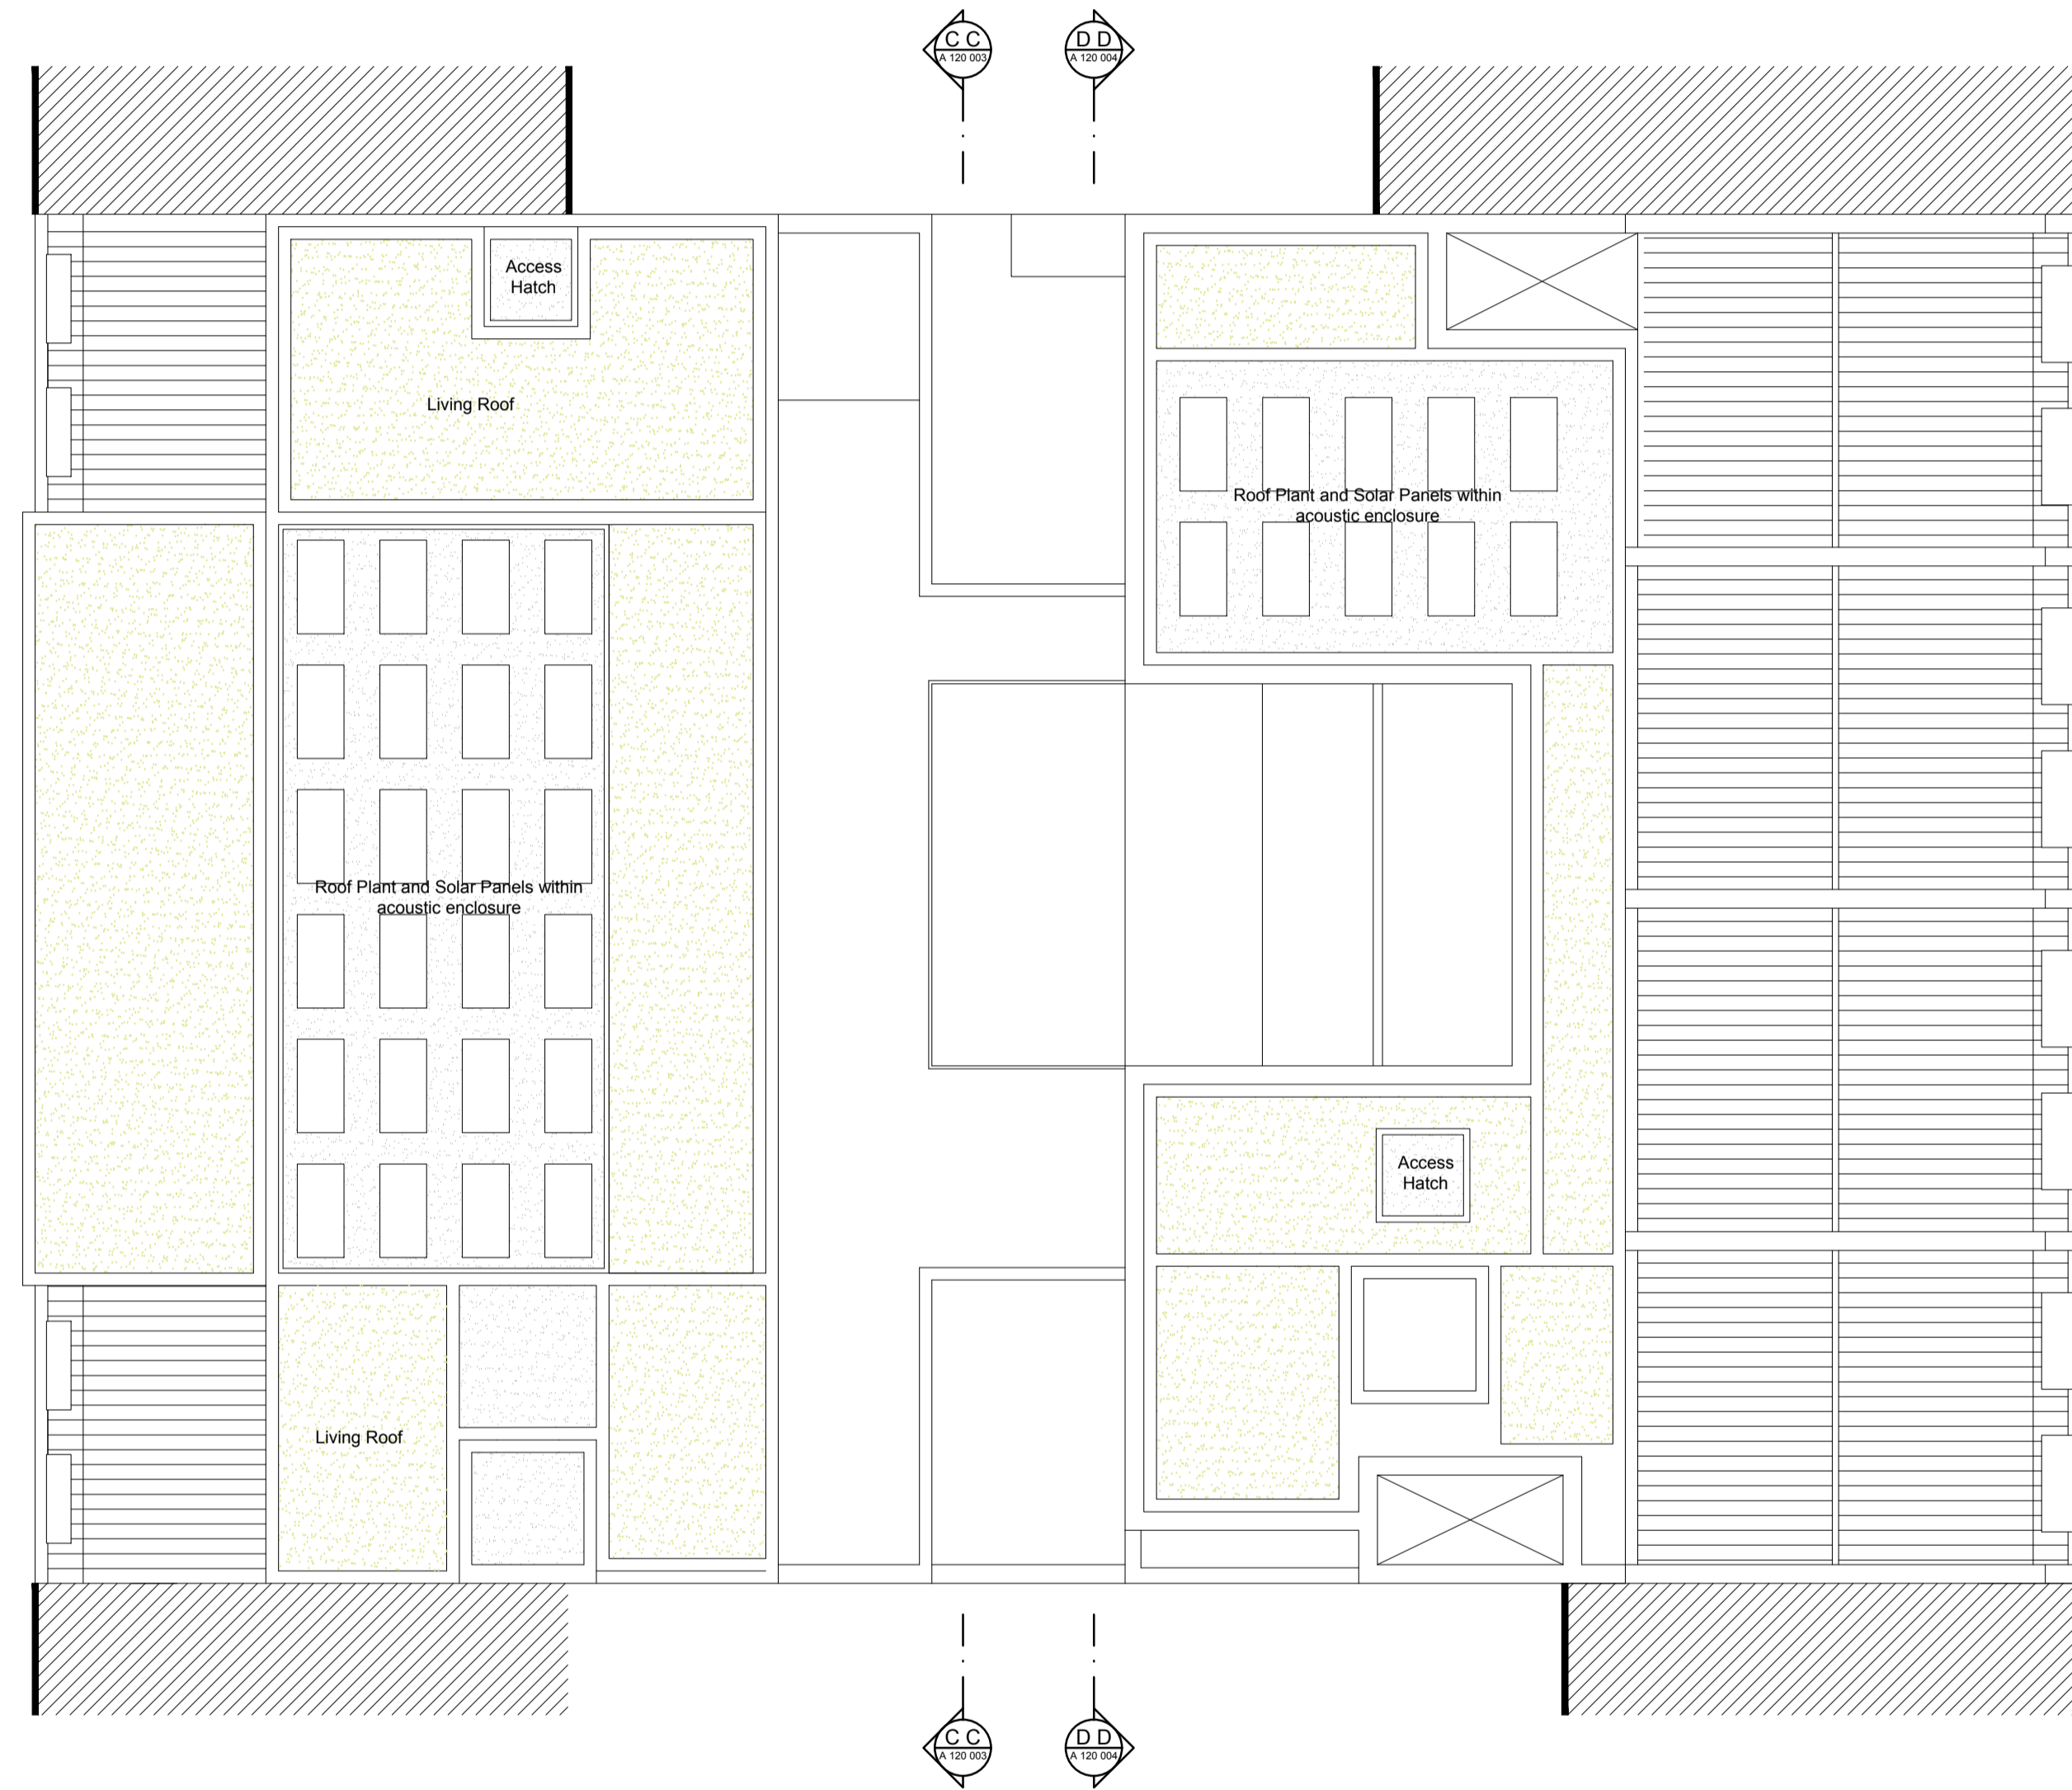 C C
A 120 003
D D
A 120 004
Access
Hatch
Living Roof
Roof Plant and Solar Panels within
acoustic enclosure
Roof Plant and Solar Panels within
acoustic enclosure
Access
Hatch
Living Roof
C C
A 120 003
D D
A 120 004